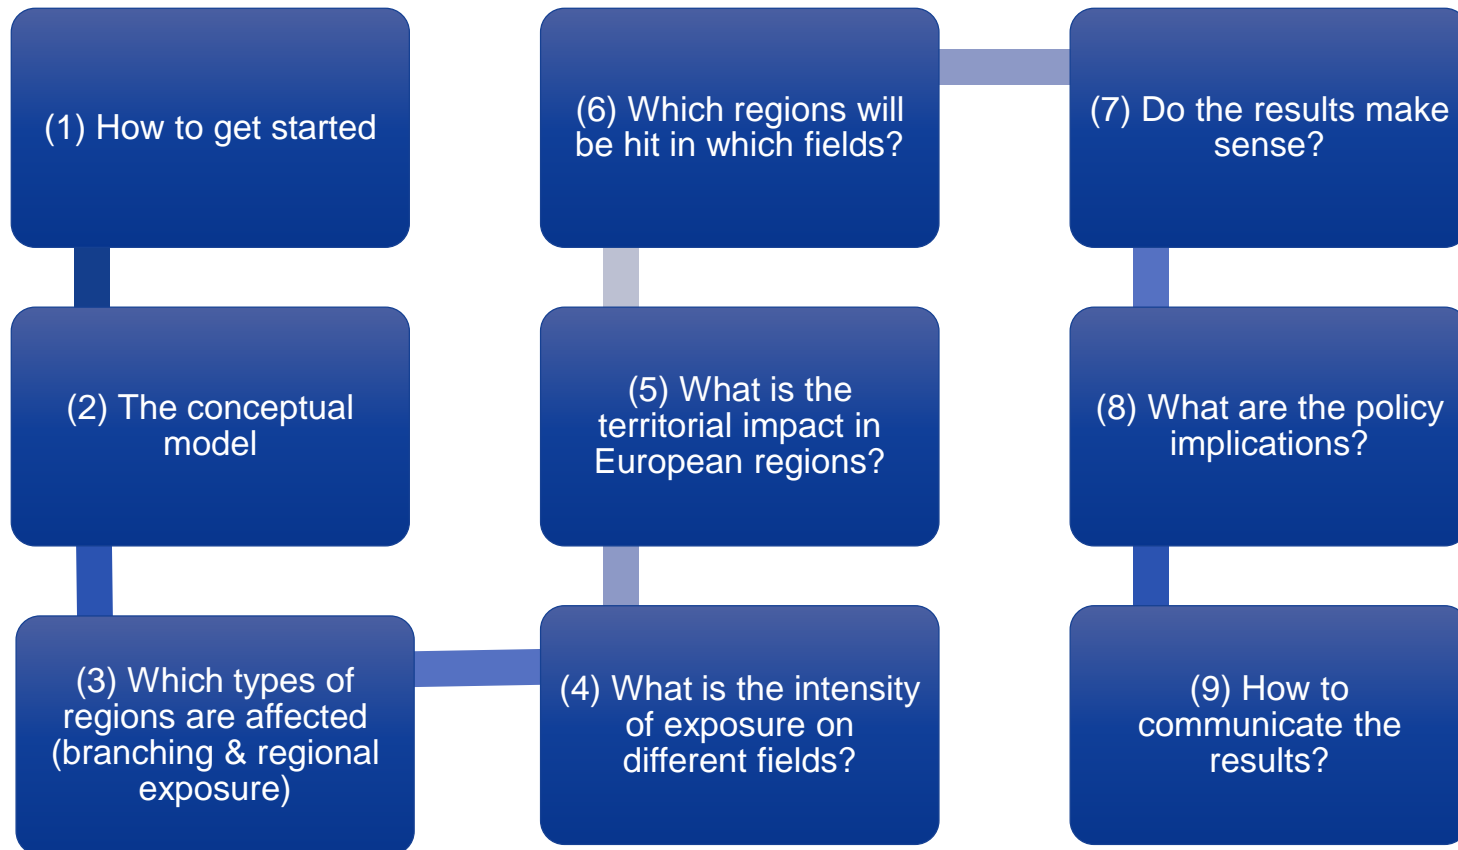 (1) How to get started
(2) The conceptual
model
(3) Which types of
regions are affected
(branching & regional
exposure)
(4) What is the intensity
of exposure on
different fields?
(5) What is the
territorial impact in
European regions?
(6) Which regions will
be hit in which fields?
(7) Do the results make
sense?
(8) What are the policy
implications?
(9) How to
communicate the
results?